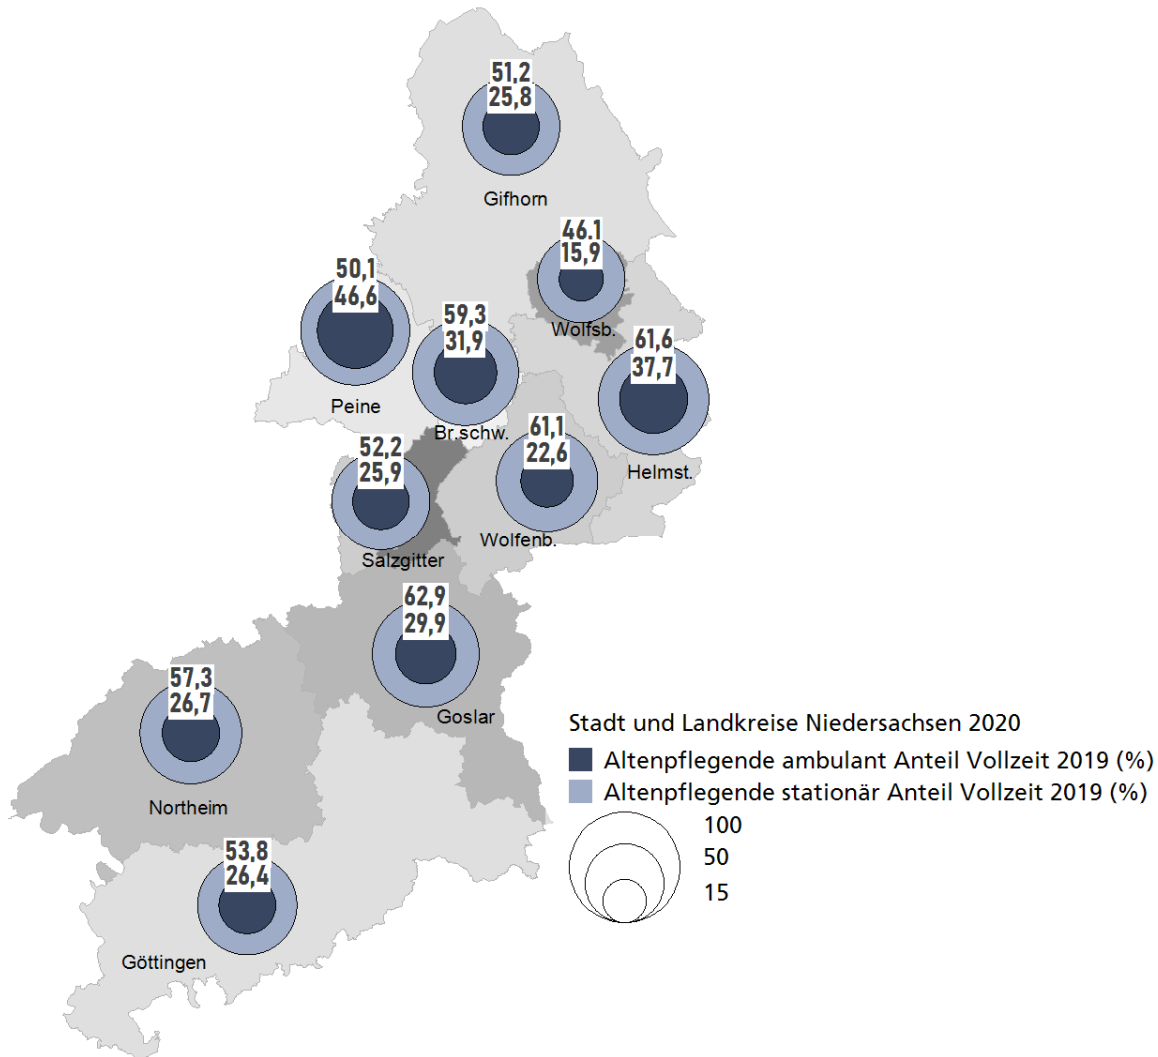 51,2
25,8
Gifhorn
46,1
15,9
Wolfsb.
50,1
46,6
Peine
59,3
31,9
Br.schw.
61,6
37,7
Helmst.
52,2
25,9
Salzgitter
61,1
22,6
Wolfenb.
62,9
29,9
Goslar
57,3
26,7
Northeim
53,8
26,4
Göttingen
Stadt und Landkreise Niedersachsen 2020
Altenpflegende ambulant Anteil Vollzeit 2019 (%)
Altenpflegende stationär Anteil Vollzeit 2019 (%)
100
50
15